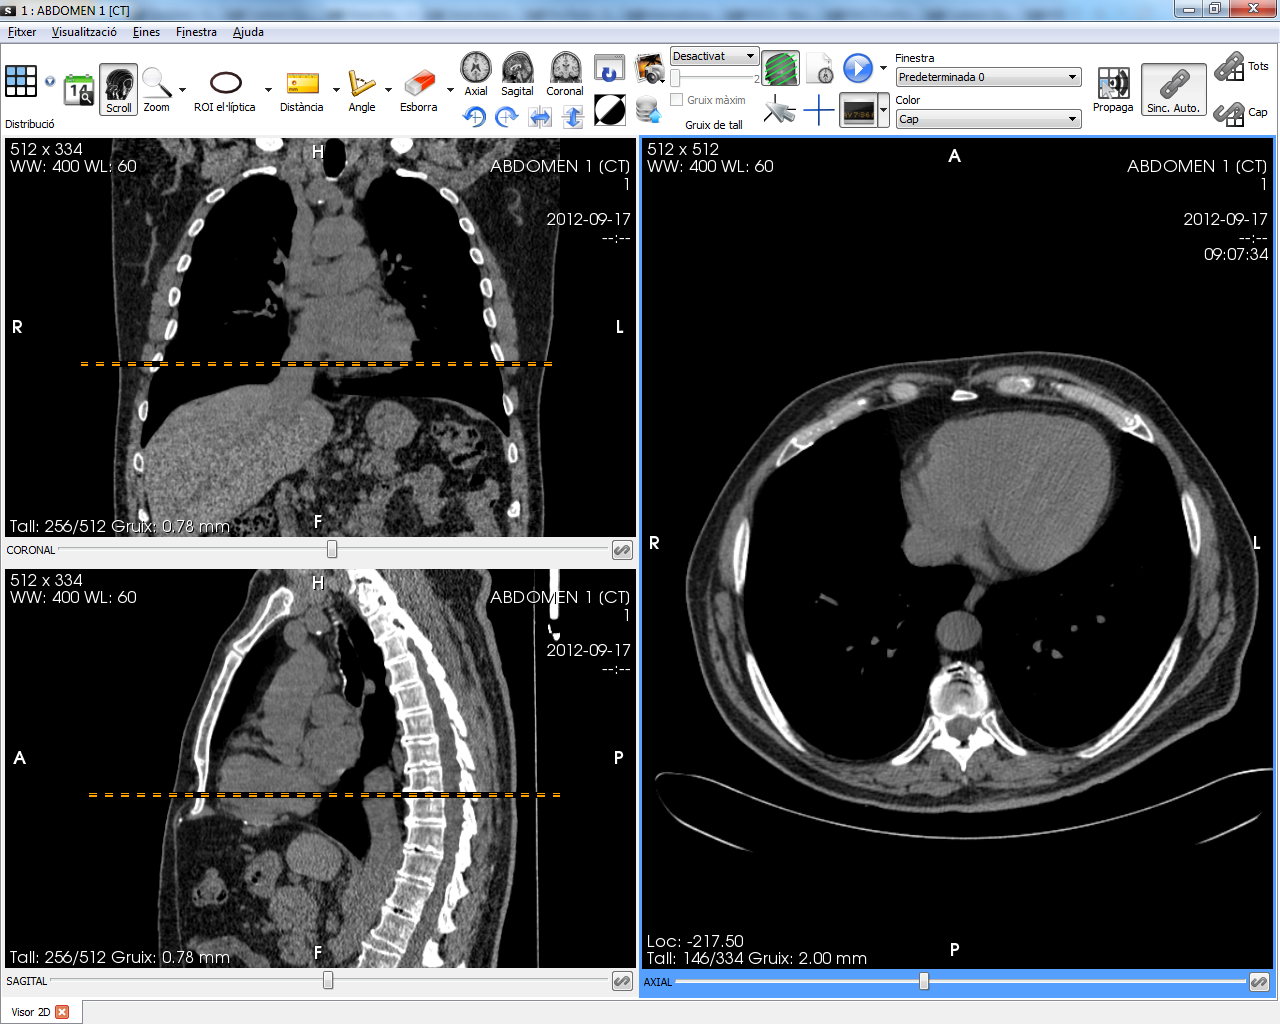 1 : ABDOMEN 1 [CT]
Fitxer Visualització Eines Finestra Ajuda
Distribució
14
Scroll
Zoom
ROI el·líptica
Distància
Angle
Esborra
Axial
Sagital
Coronal
Desactivat
2
Gruix màxim
Gruix de tall
Finestra
Predeterminada 0
Color
Cap
Propaga
Sinc. Auto.
Tots
Cap
512 x 334
WW: 400 WL: 60
H
ABDOMEN 1 (CT)
1
2012-09-17
--:--
R
L
F
Tall: 256/512 Gruix: 0.78 mm
CORONAL
512 x 334
WW: 400 WL: 60
H
ABDOMEN 1 (CT)
1
2012-09-17
--:--
A
P
F
Tall: 256/512 Gruix: 0.78 mm
SAGITAL
512 x 512
WW: 400 WL: 60
A
ABDOMEN 1 (CT)
1
2012-09-17
--:--
09:07:34
R
L
Loc: -217.50
Tall: 146/334 Gruix: 2.00 mm
P
AXIAL
Visor 2D